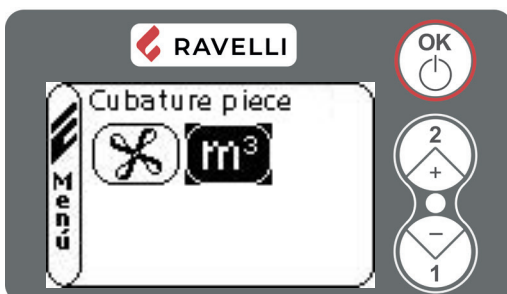 RAVELLI
OK
Cubature piece
m³
Menú
2
+
−
1